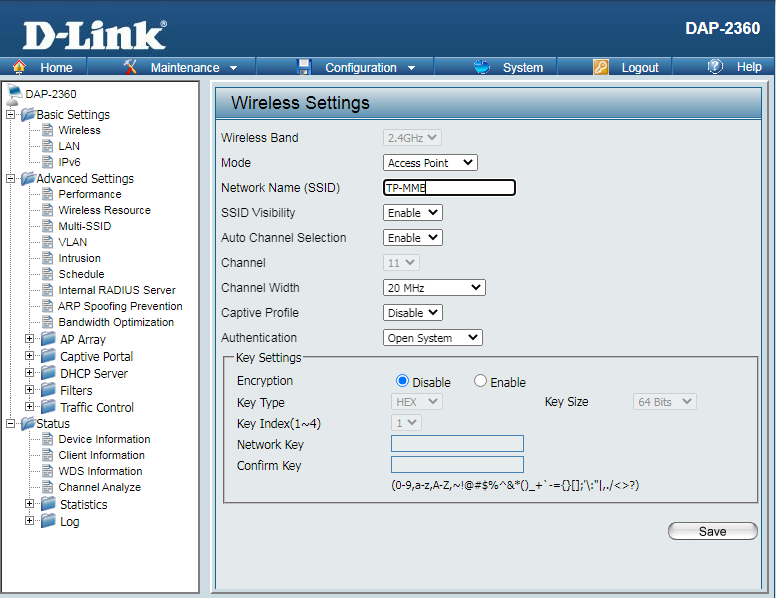 D-Link®
DAP-2360
Home Maintenance Configuration System Logout Help
DAP-2360
Basic Settings
Wireless
LAN
IPv6
Advanced Settings
Performance
Wireless Resource
Multi-SSID
VLAN
Intrusion
Schedule
Internal RADIUS Server
ARP Spoofing Prevention
Bandwidth Optimization
AP Array
Captive Portal
DHCP Server
Filters
Traffic Control
Status
Device Information
Client Information
WDS Information
Channel Analyze
Statistics
Log
Wireless Settings
Wireless Band 2.4GHz
Mode Access Point
Network Name (SSID) TP-MME
SSID Visibility Enable
Auto Channel Selection Enable
Channel 11
Channel Width 20 MHz
Captive Profile Disable
Authentication Open System
Key Settings
Encryption Disable Enable
Key Type HEX Key Size 64 Bits
Key Index(1~4) 1
Network Key
Confirm Key
(0-9,a-z,A-Z,~!@#$%^&*()_+`-={}[];'\:"|,./<>?)
Save